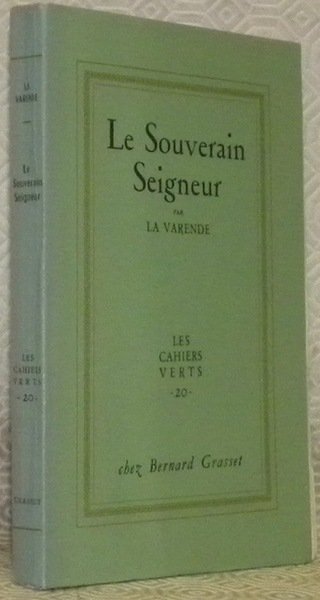 LA
VARENDE
Le
Souverain
Seigneur
LES
CAHIERS
VERTS
-20-
GRASSET
Le Souverain
Seigneur
PAR
LA VARENDE
LES
CAHIERS
VERTS
-20-
chez Bernard Grasset